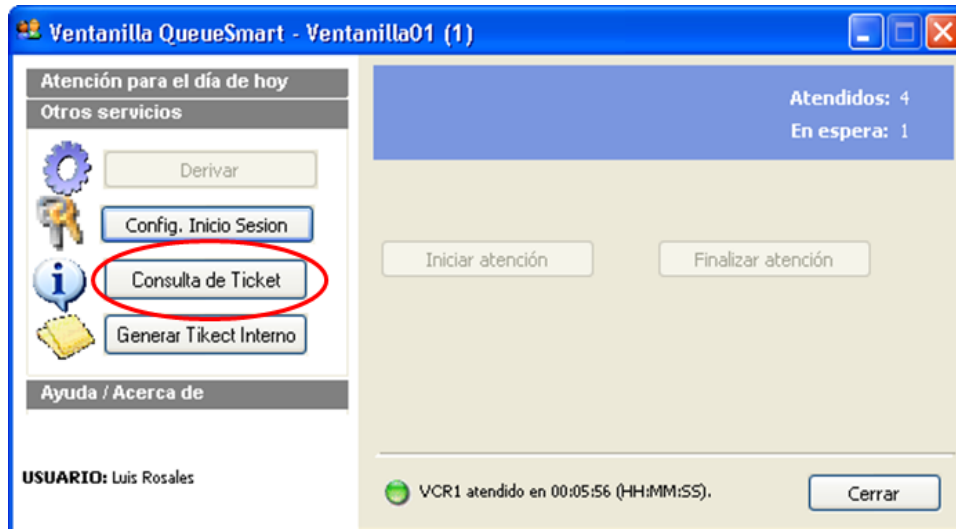 Ventanilla QueueSmart - Ventanilla01 (1)
Atención para el día de hoy
Otros servicios
Derivar
Config. Inicio Sesion
Consulta de Ticket
Generar Tikect Interno
Ayuda / Acerca de
USUARIO: Luis Rosales
Atendidos: 4
En espera: 1
Iniciar atención
Finalizar atención
VCR1 atendido en 00:05:56 (HH:MM:SS).
Cerrar